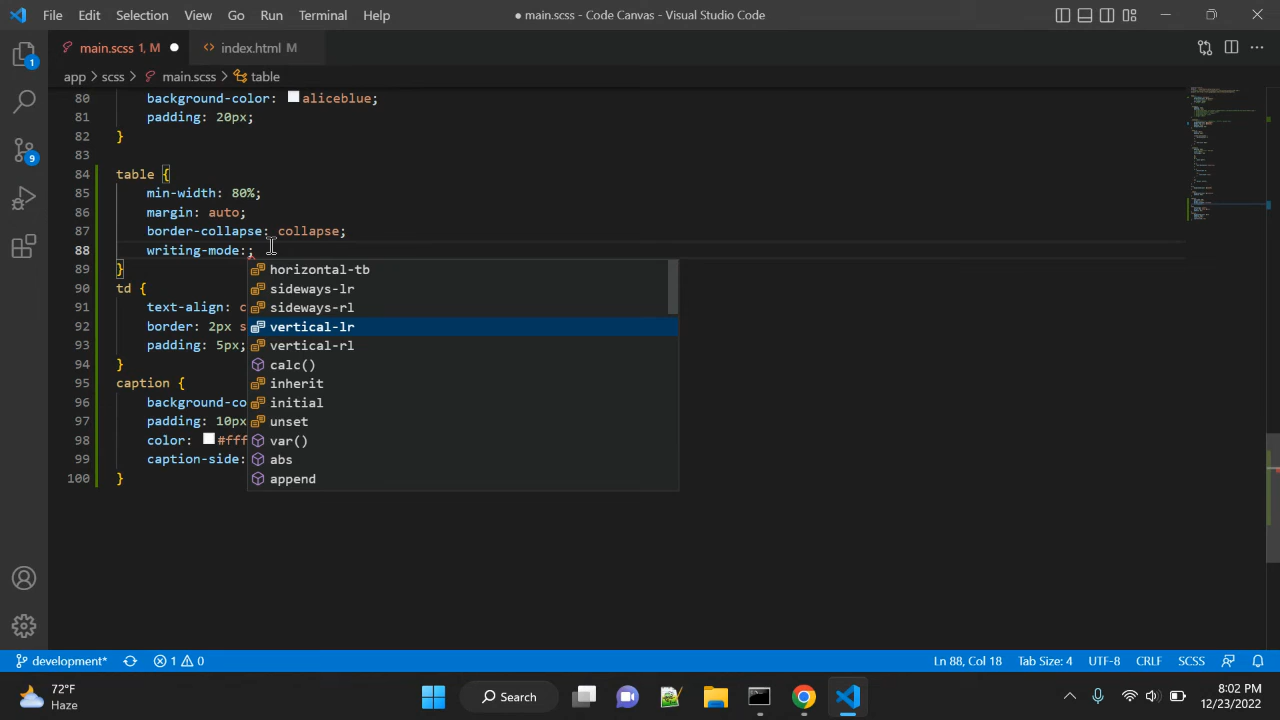 File Edit Selection View Go Run Terminal Help
● main.scss - Code Canvas - Visual Studio Code
main.scss 1, M
index.html M
1
9
app > scss > main.scss > table
80 background-color: aliceblue;
81 padding: 20px;
82 }
83
84 table {
85 min-width: 80%;
86 margin: auto;
87 border-collapse: collapse;
88 writing-mode:;
89 }
90 td {
91 text-align: c
92 border: 2px s
93 padding: 5px;
94 }
95 caption {
96 background-co
97 padding: 10px
98 color: #fff
99 caption-side:
100 }
horizontal-tb
sideways-lr
sideways-rl
vertical-lr
vertical-rl
calc()
inherit
initial
unset
var()
abs
append
development* 1 0
Ln 88, Col 18 Tab Size: 4 UTF-8 CRLF SCSS
72°F
Haze
Search
8:02 PM
12/23/2022